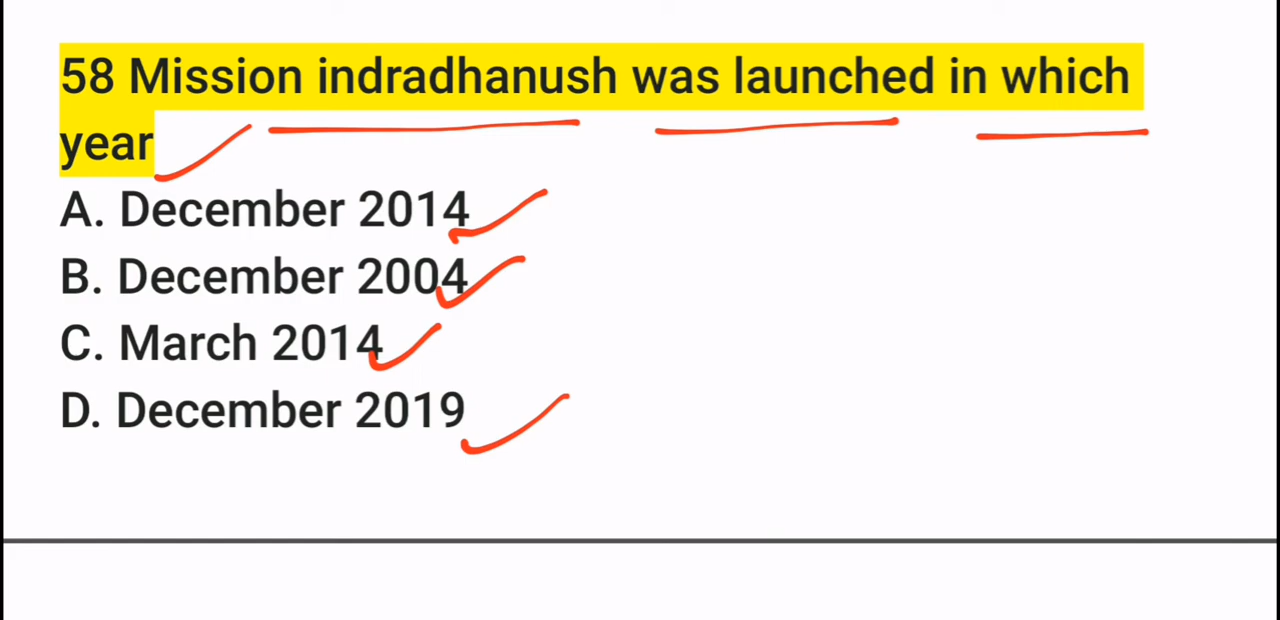 58 Mission indradhanush was launched in which
year
A. December 2014
B. December 2004
C. March 2014
D. December 2019